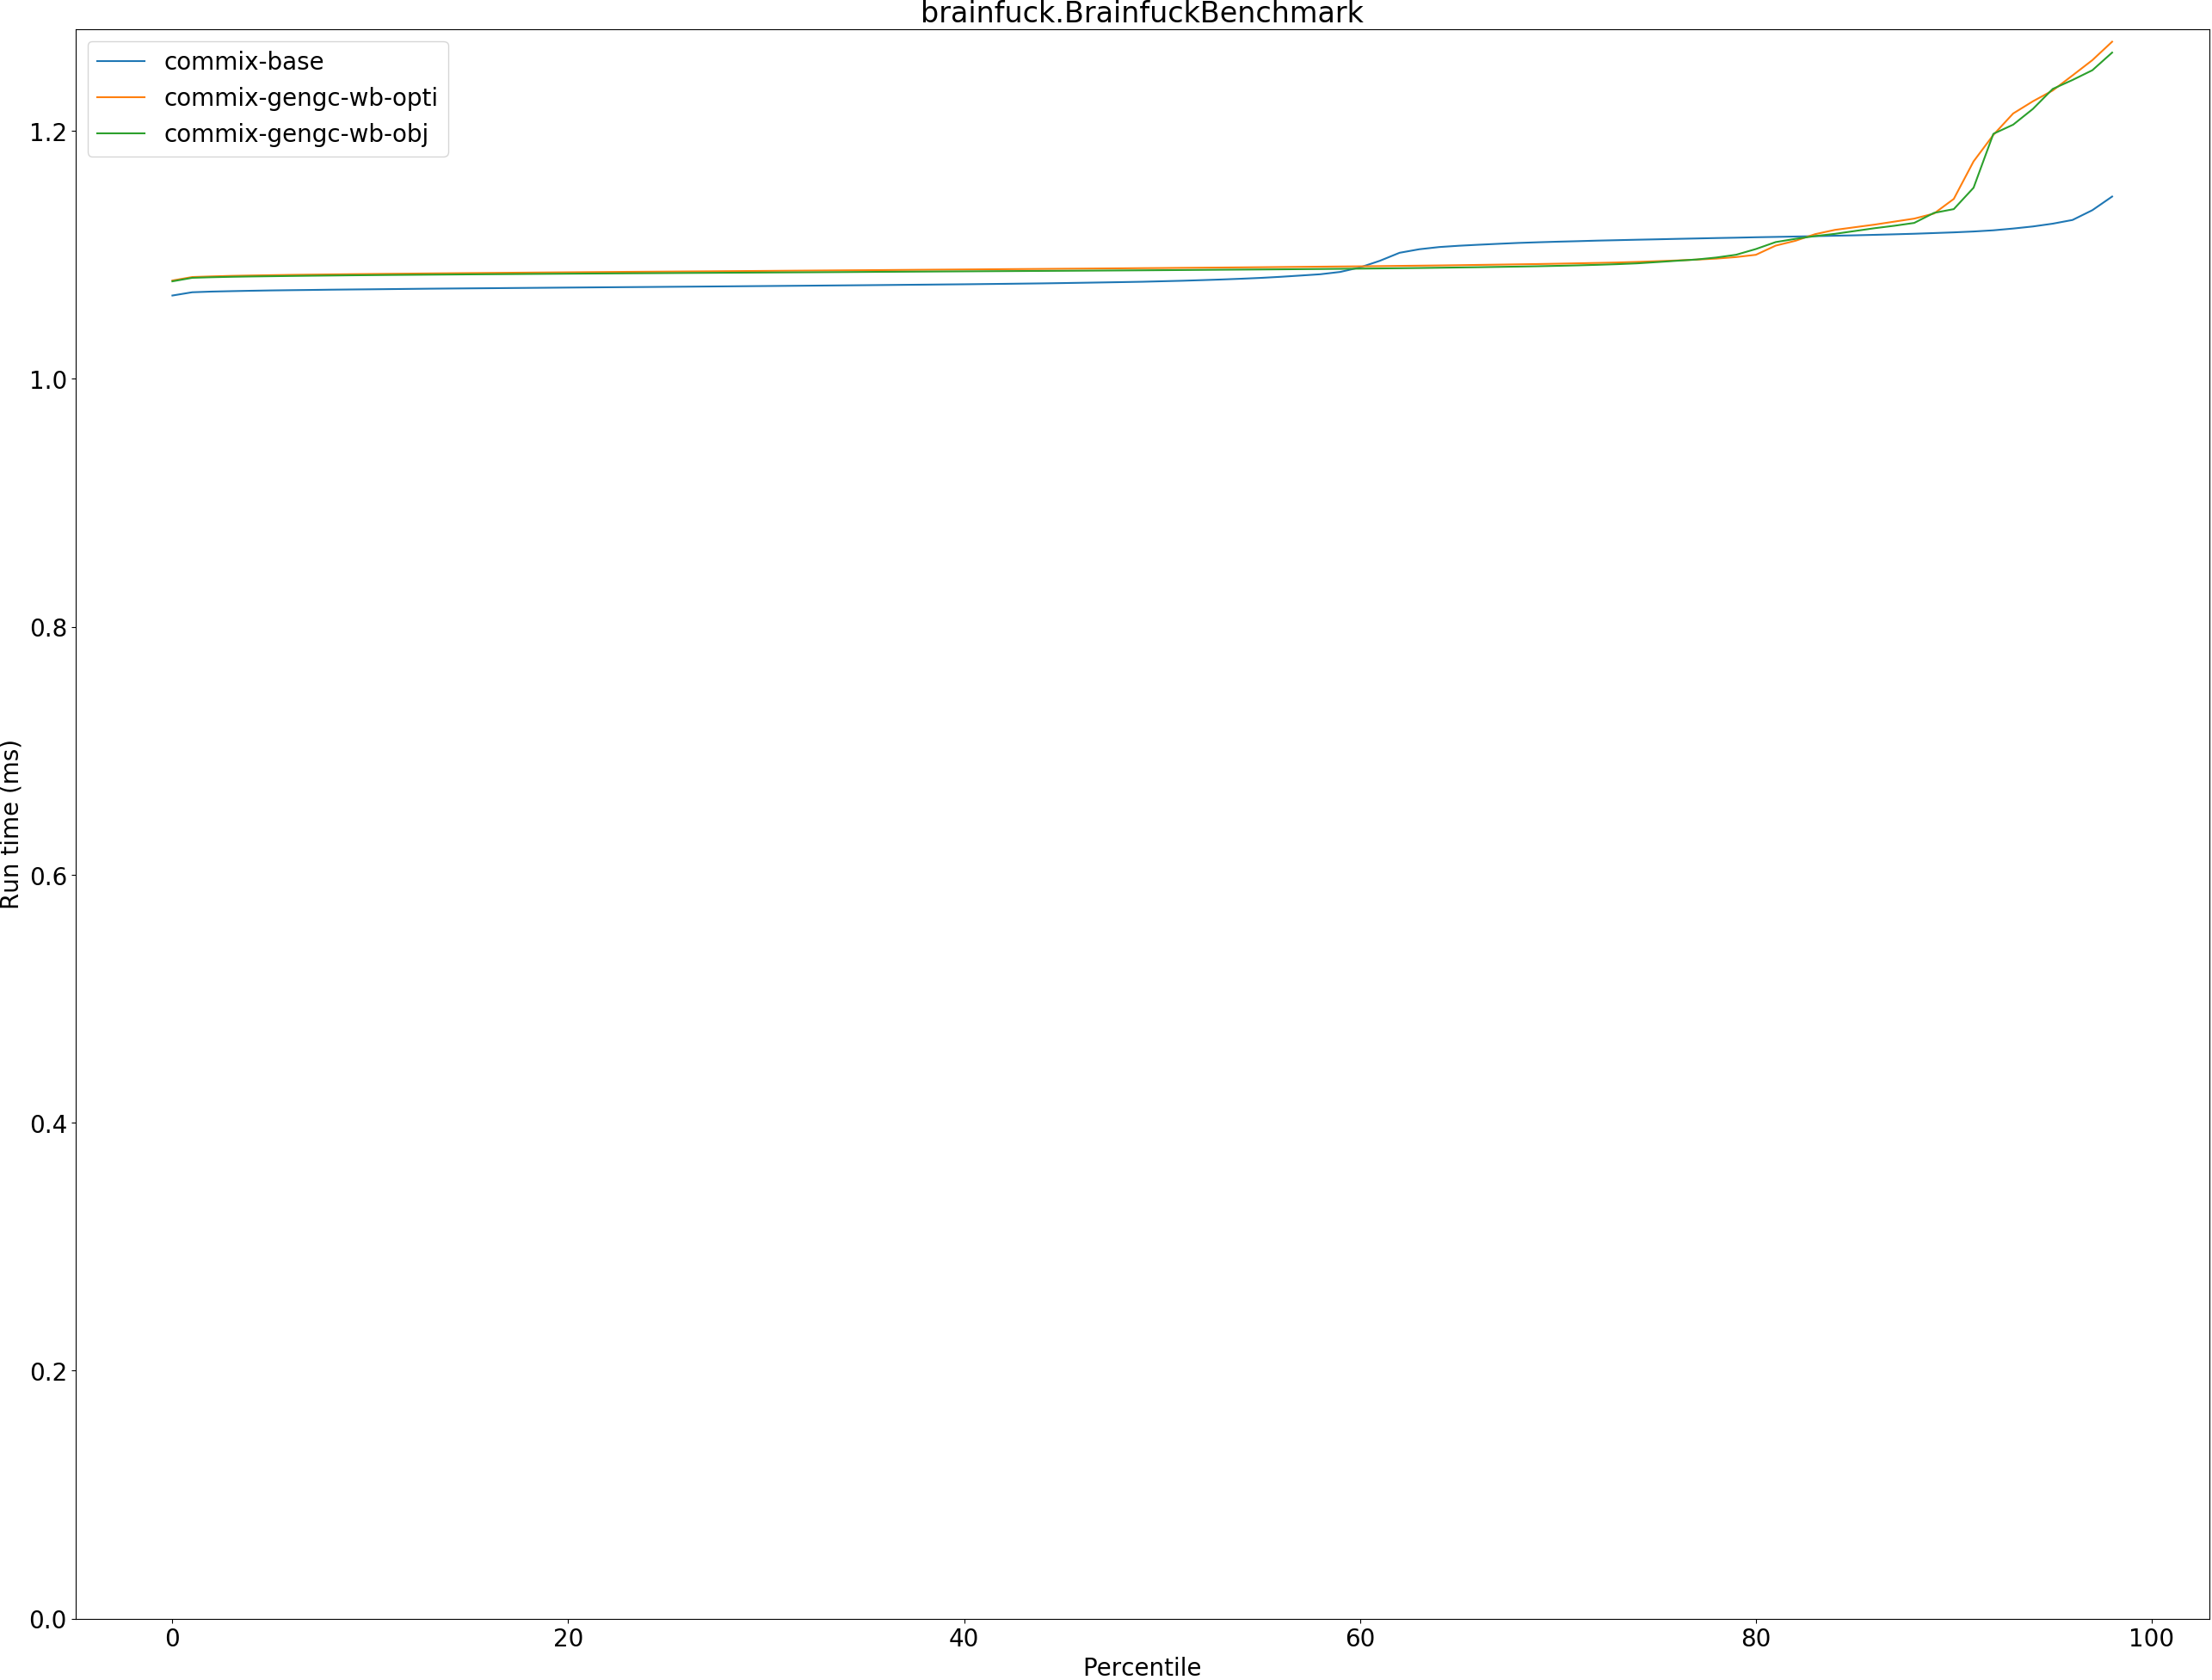 brainfuck.BrainfuckBenchmark
commix-base
commix-gengc-wb-opti
commix-gengc-wb-obj
1.2
1.0
0.8
0.6
0.4
0.2
0.0
Run time (ms)
0 20 40 60 80 100
Percentile